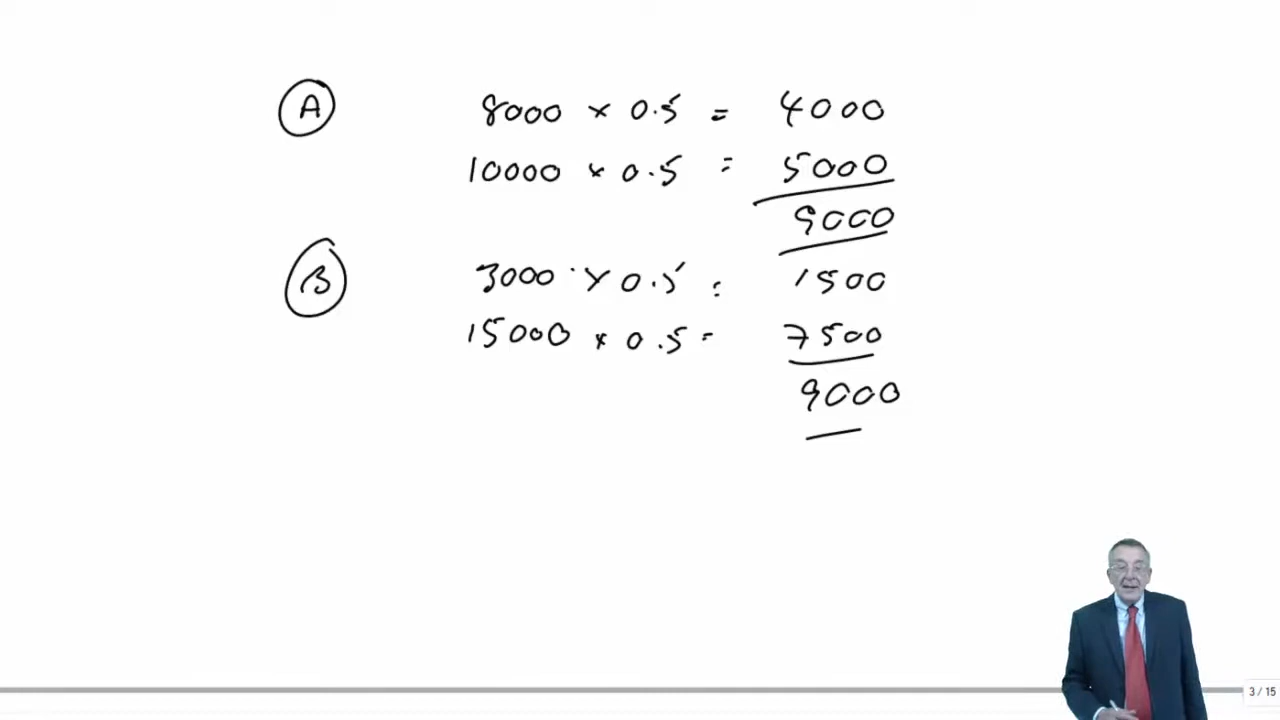 A 8000 × 0.5 = 4000
10000 × 0.5 = 5000
9000
B 3000 × 0.5 = 1500
15000 × 0.5 = 7500
9000
3 / 15